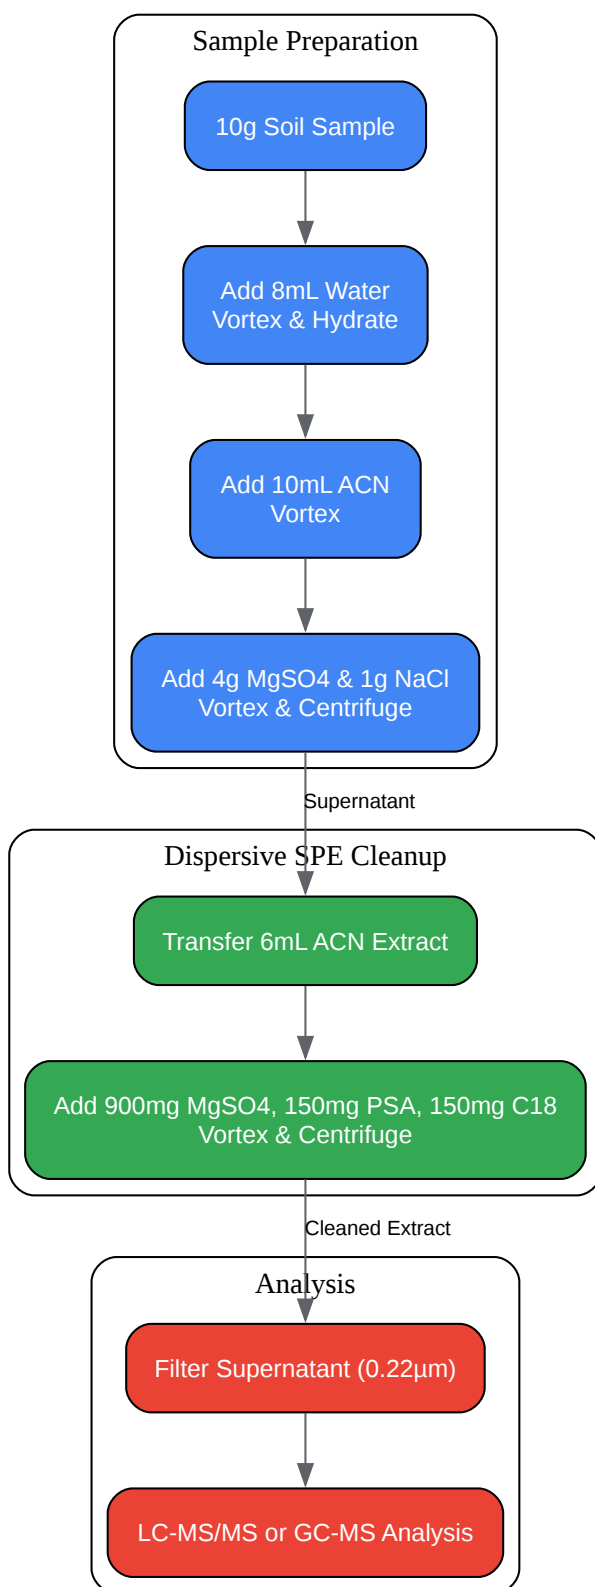 Sample Preparation
10g Soil Sample
Add 8mL Water
Vortex & Hydrate
Add 10mL ACN
Vortex
Add 4g MgSO4 & 1g NaCl
Vortex & Centrifuge
Supernatant
Dispersive SPE Cleanup
Transfer 6mL ACN Extract
Add 900mg MgSO4, 150mg PSA, 150mg C18
Vortex & Centrifuge
Cleaned Extract
Analysis
Filter Supernatant (0.22µm)
LC-MS/MS or GC-MS Analysis